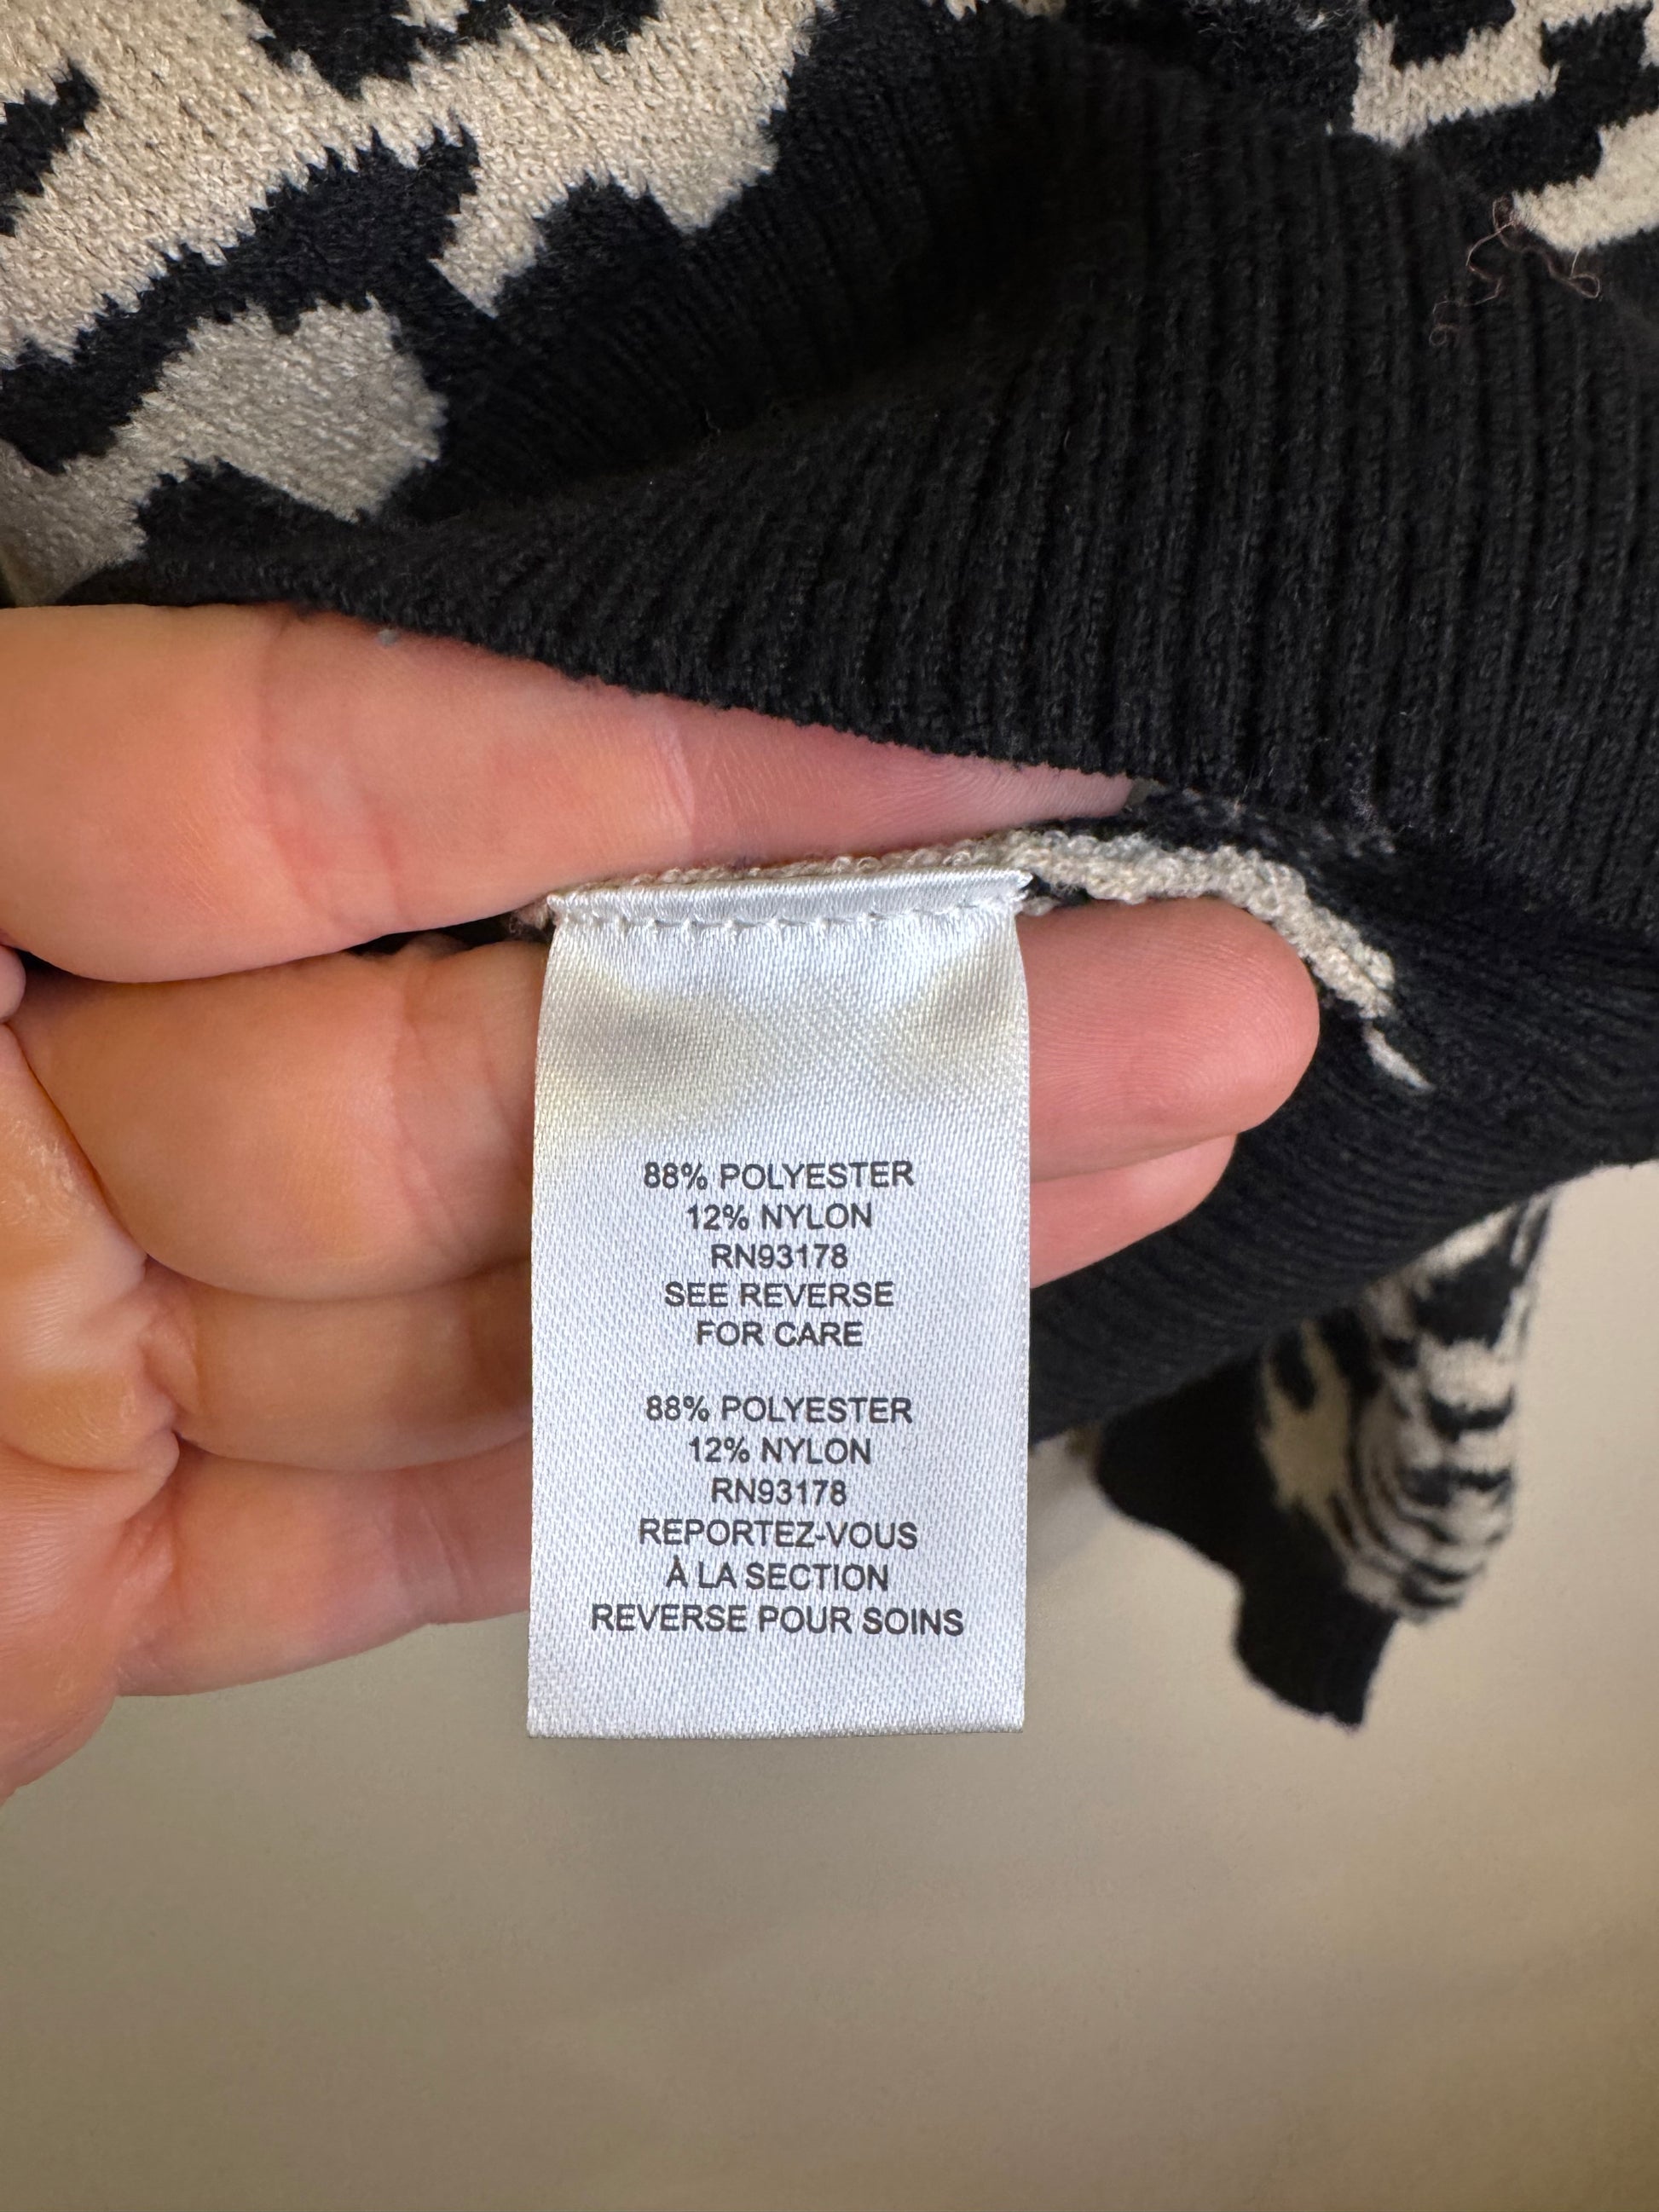 88% POLYESTER
12% NYLON
RN93178
SEE REVERSE
FOR CARE
88% POLYESTER
12% NYLON
RN93178
REPORTEZ-VOUS
À LA SECTION
REVERSE POUR SOINS